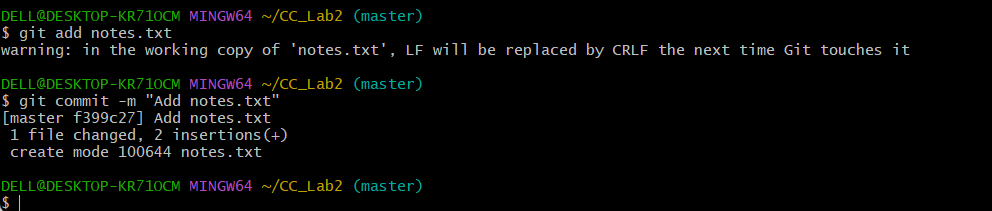 DELL@DESKTOP-KR71OCM MINGW64 ~/CC_Lab2 (master)
$ git add notes.txt
warning: in the working copy of 'notes.txt', LF will be replaced by CRLF the next time Git touches it
DELL@DESKTOP-KR71OCM MINGW64 ~/CC_Lab2 (master)
$ git commit -m "Add notes.txt"
[master f399c27] Add notes.txt
 1 file changed, 2 insertions(+)
 create mode 100644 notes.txt
DELL@DESKTOP-KR71OCM MINGW64 ~/CC_Lab2 (master)
$